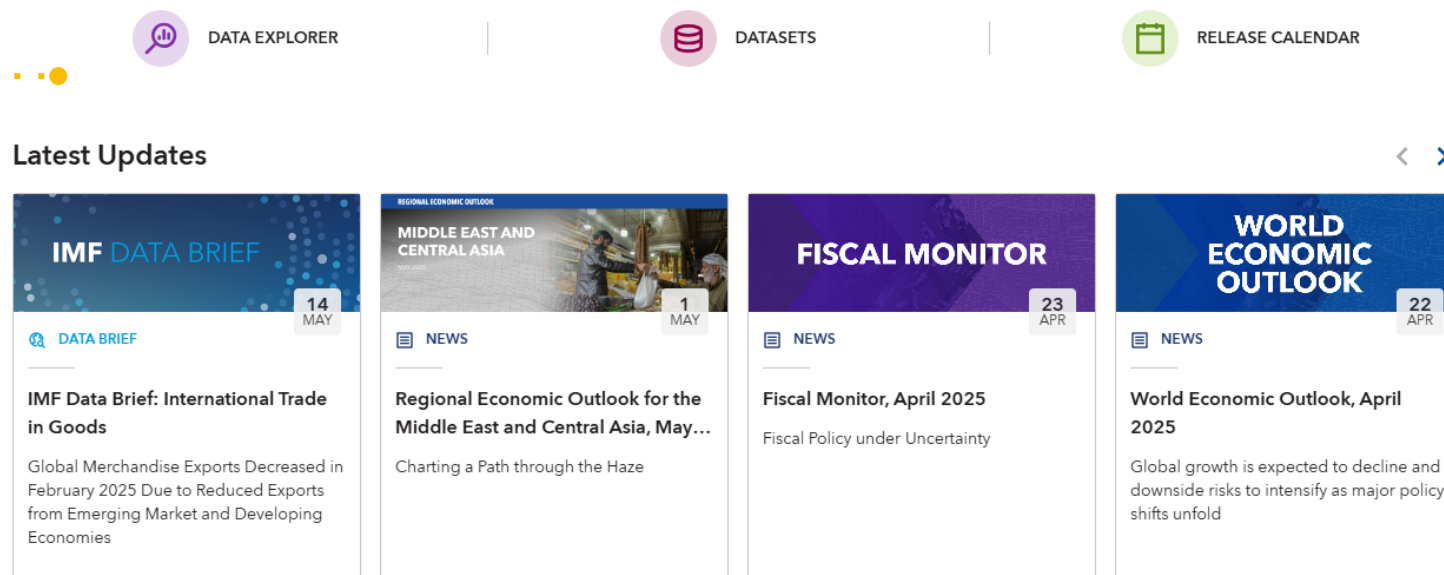 DATA EXPLORER
DATASETS
RELEASE CALENDAR
Latest Updates
IMF DATA BRIEF
14
MAY
DATA BRIEF
IMF Data Brief: International Trade
in Goods
Global Merchandise Exports Decreased in
February 2025 Due to Reduced Exports
from Emerging Market and Developing
Economies
REGIONAL ECONOMIC OUTLOOK
MIDDLE EAST AND
CENTRAL ASIA
MAY 2025
1
MAY
NEWS
Regional Economic Outlook for the
Middle East and Central Asia, May...
Charting a Path through the Haze
FISCAL MONITOR
23
APR
NEWS
Fiscal Monitor, April 2025
Fiscal Policy under Uncertainty
WORLD
ECONOMIC
OUTLOOK
22
APR
NEWS
World Economic Outlook, April
2025
Global growth is expected to decline and
downside risks to intensify as major policy
shifts unfold